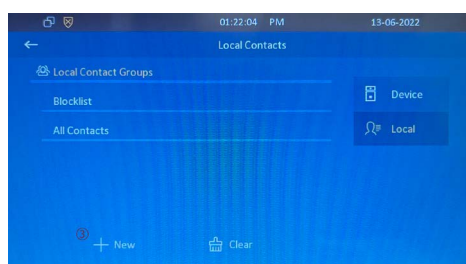 01:22:04 PM 13-06-2022
Local Contacts
Local Contact Groups
Blocklist
Device
All Contacts
Local
③
New
Clear